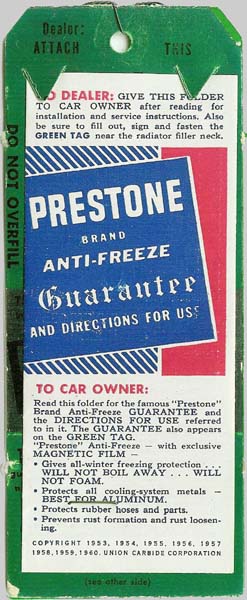 Dealer:
ATTACH THIS
TO DEALER: GIVE THIS FOLDER
TO CAR OWNER after reading for
installation and service instructions. Also
be sure to fill out, sign and fasten the
GREEN TAG near the radiator filler neck.
DO NOT OVERFILL
PRESTONE
BRAND
ANTI-FREEZE
Guarantee
AND DIRECTIONS FOR USE
TO CAR OWNER:
Read this folder for the famous "Prestone"
Brand Anti-Freeze GUARANTEE and
the DIRECTIONS FOR USE referred
to in it. The GUARANTEE also appears
on the GREEN TAG.
"Prestone" Anti-Freeze — with exclusive
MAGNETIC FILM —
• Gives all-winter freezing protection . . .
WILL NOT BOIL AWAY . . . WILL
NOT FOAM.
• Protects all cooling-system metals —
BEST FOR ALUMINUM.
• Protects rubber hoses and parts.
• Prevents rust formation and rust loosen-
ing.
COPYRIGHT 1953, 1954, 1955, 1956, 1957
1958, 1959, 1960. UNION CARBIDE CORPORATION
(see other side)